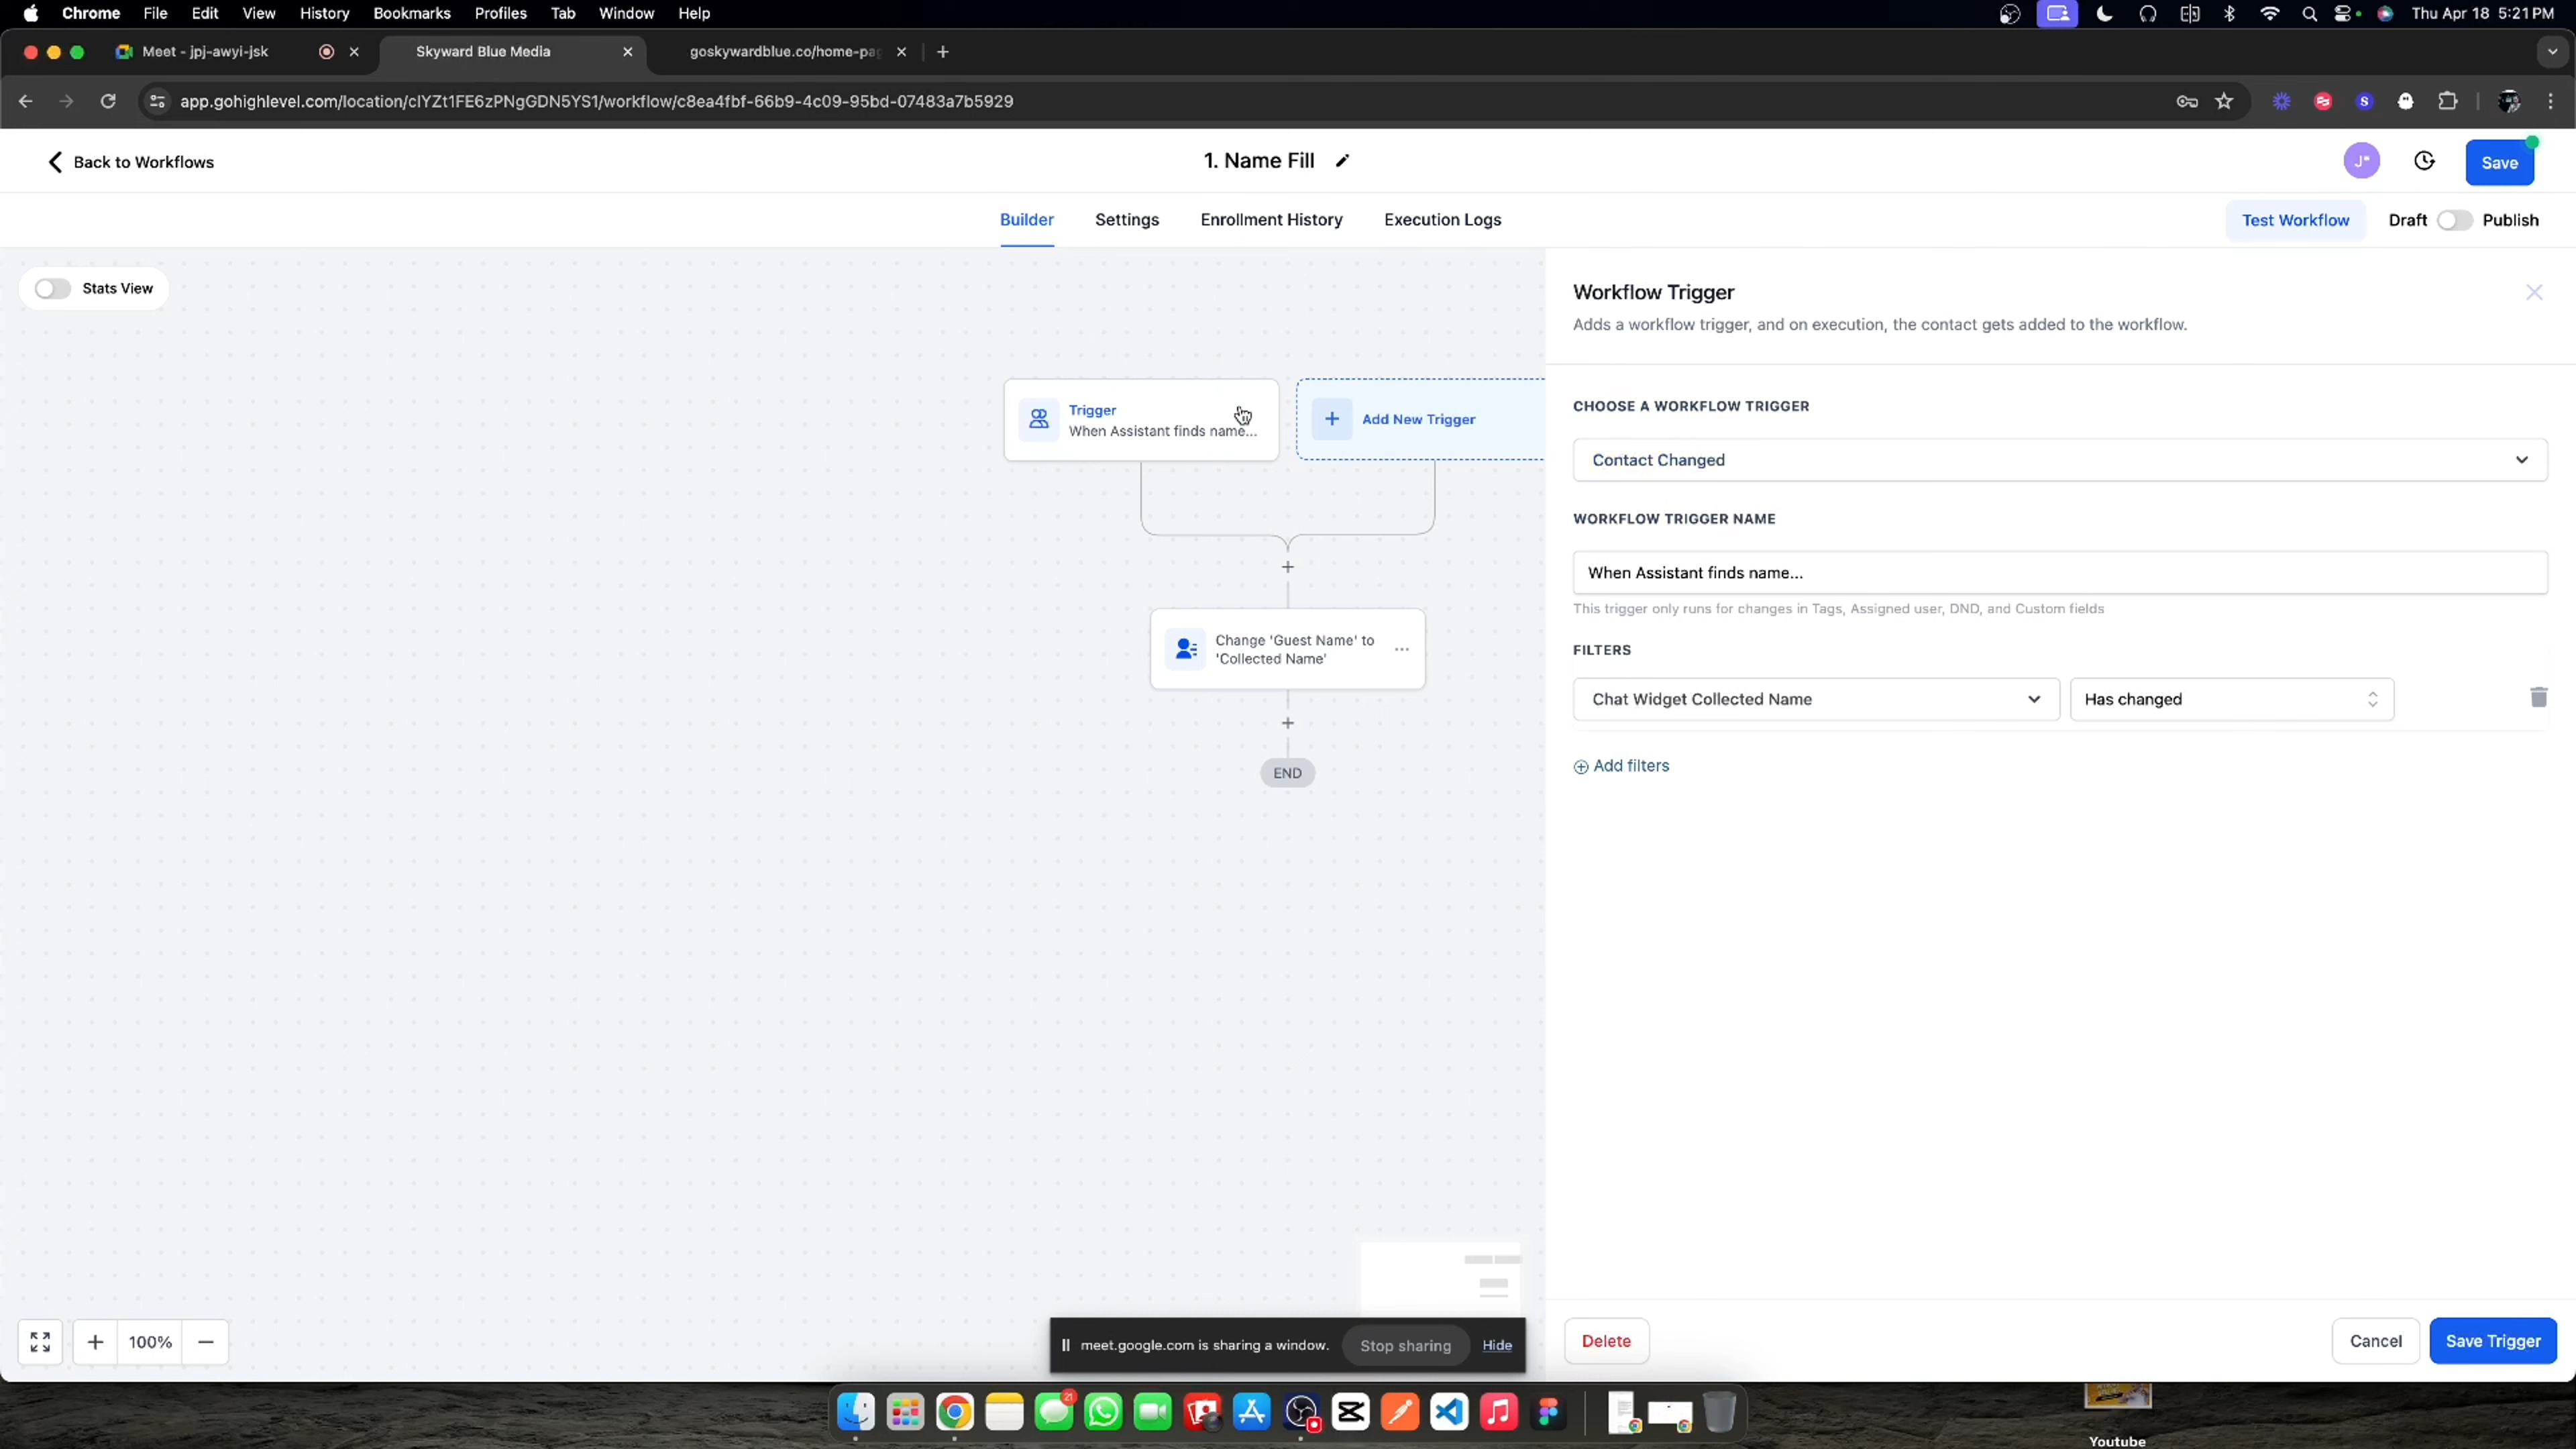 Chrome File Edit View History Bookmarks Profiles Tab Window Help Thu Apr 18 5:21 PM
Meet - jpj-awyi-jsk Skyward Blue Media goskywardblue.co/home-pag
app.gohighlevel.com/location/cIYZt1FE6zPNgGDN5YS1/workflow/c8ea4fbf-66b9-4c09-95bd-07483a7b5929
Back to Workflows 1. Name Fill J* Save
Builder Settings Enrollment History Execution Logs Test Workflow Draft Publish
Stats View
Trigger
When Assistant finds name...
Add New Trigger
Change 'Guest Name' to
'Collected Name'
END
Workflow Trigger
Adds a workflow trigger, and on execution, the contact gets added to the workflow.
CHOOSE A WORKFLOW TRIGGER
Contact Changed
WORKFLOW TRIGGER NAME
When Assistant finds name...
This trigger only runs for changes in Tags, Assigned user, DND, and Custom fields
FILTERS
Chat Widget Collected Name Has changed
Add filters
100%
meet.google.com is sharing a window. Stop sharing Hide
Delete Cancel Save Trigger
21
Youtube